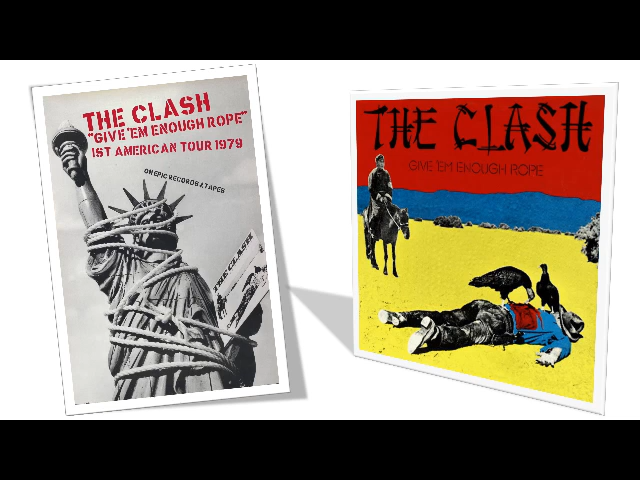 THE CLASH
"GIVE 'EM ENOUGH ROPE"
1ST AMERICAN TOUR 1979
ON EPIC RECORDS & TAPES
THE CLASH
THE CLASH
GIVE 'EM ENOUGH ROPE